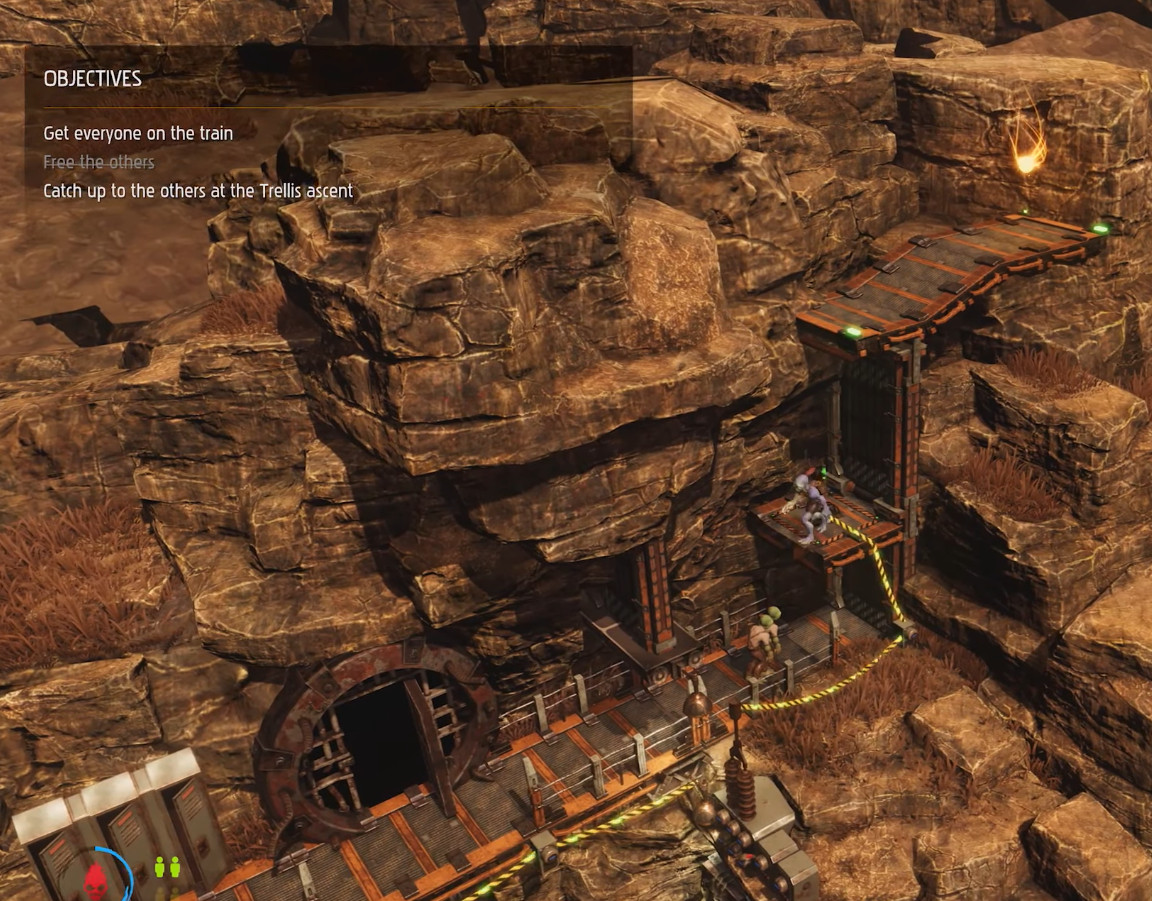 OBJECTIVES
Get everyone on the train
Free the others
Catch up to the others at the Trellis ascent